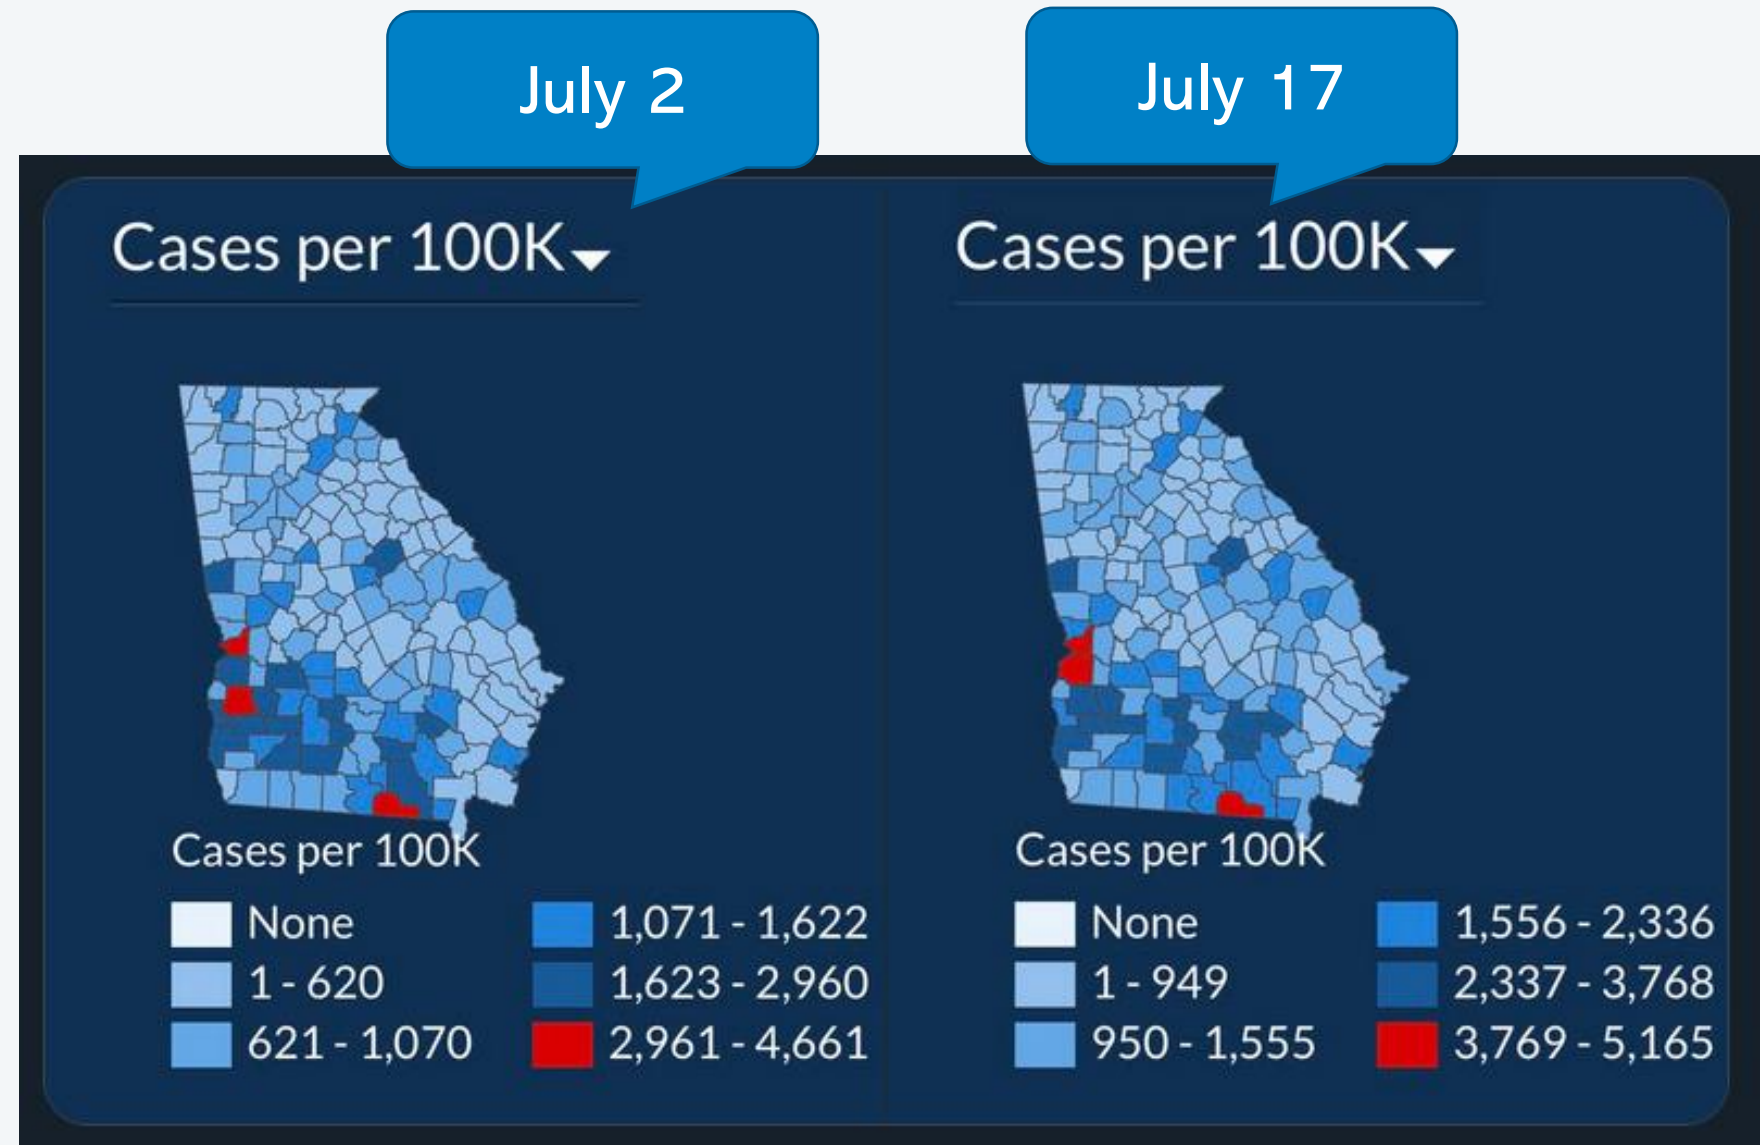 July 2
July 17
Cases per 100K
Cases per 100K
Cases per 100K
None
1 - 620
621 - 1,070
1,071 - 1,622
1,623 - 2,960
2,961 - 4,661
Cases per 100K
None
1 - 949
950 - 1,555
1,556 - 2,336
2,337 - 3,768
3,769 - 5,165